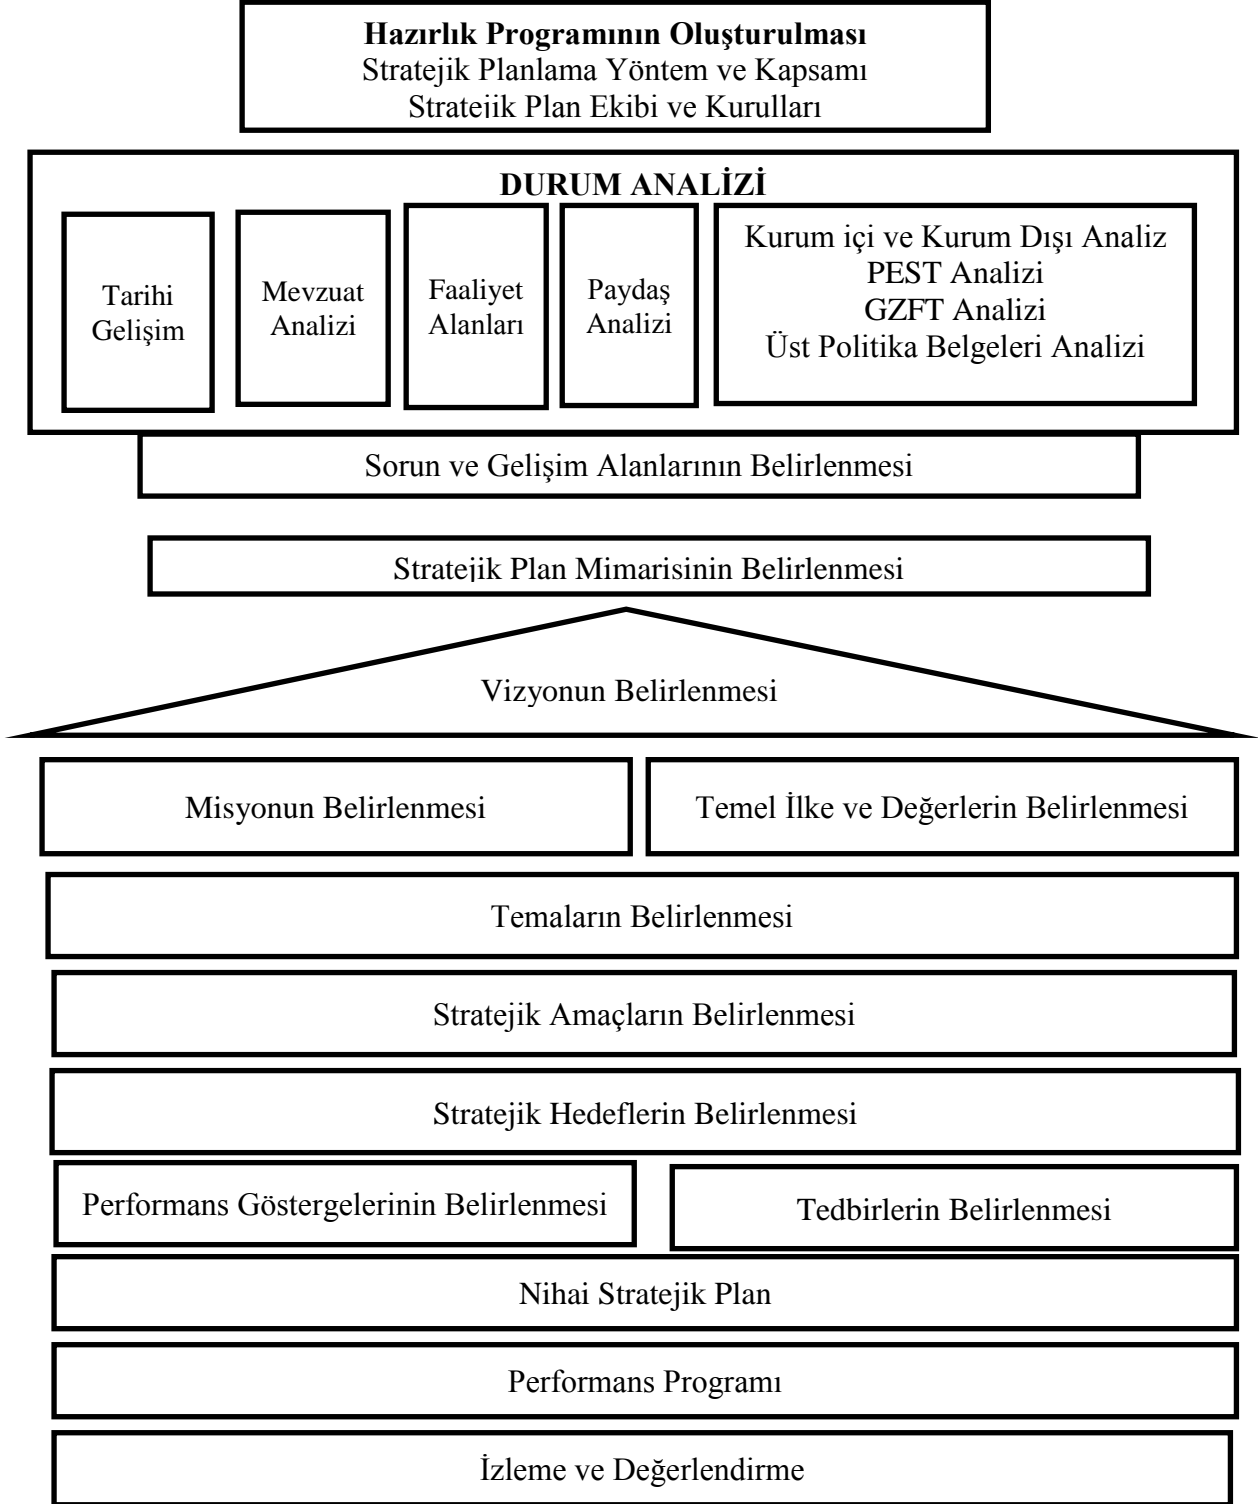 Hazırlık Programının Oluşturulması
Stratejik Planlama Yöntem ve Kapsamı
Stratejik Plan Ekibi ve Kurulları
DURUM ANALİZİ
Tarihi
Gelişim
Mevzuat
Analizi
Faaliyet
Alanları
Paydaş
Analizi
Kurum içi ve Kurum Dışı Analiz
PEST Analizi
GZFT Analizi
Üst Politika Belgeleri Analizi
Sorun ve Gelişim Alanlarının Belirlenmesi
Stratejik Plan Mimarisinin Belirlenmesi
Vizyonun Belirlenmesi
Misyonun Belirlenmesi
Temel İlke ve Değerlerin Belirlenmesi
Temaların Belirlenmesi
Stratejik Amaçların Belirlenmesi
Stratejik Hedeflerin Belirlenmesi
Performans Göstergelerinin Belirlenmesi
Tedbirlerin Belirlenmesi
Nihai Stratejik Plan
Performans Programı
İzleme ve Değerlendirme